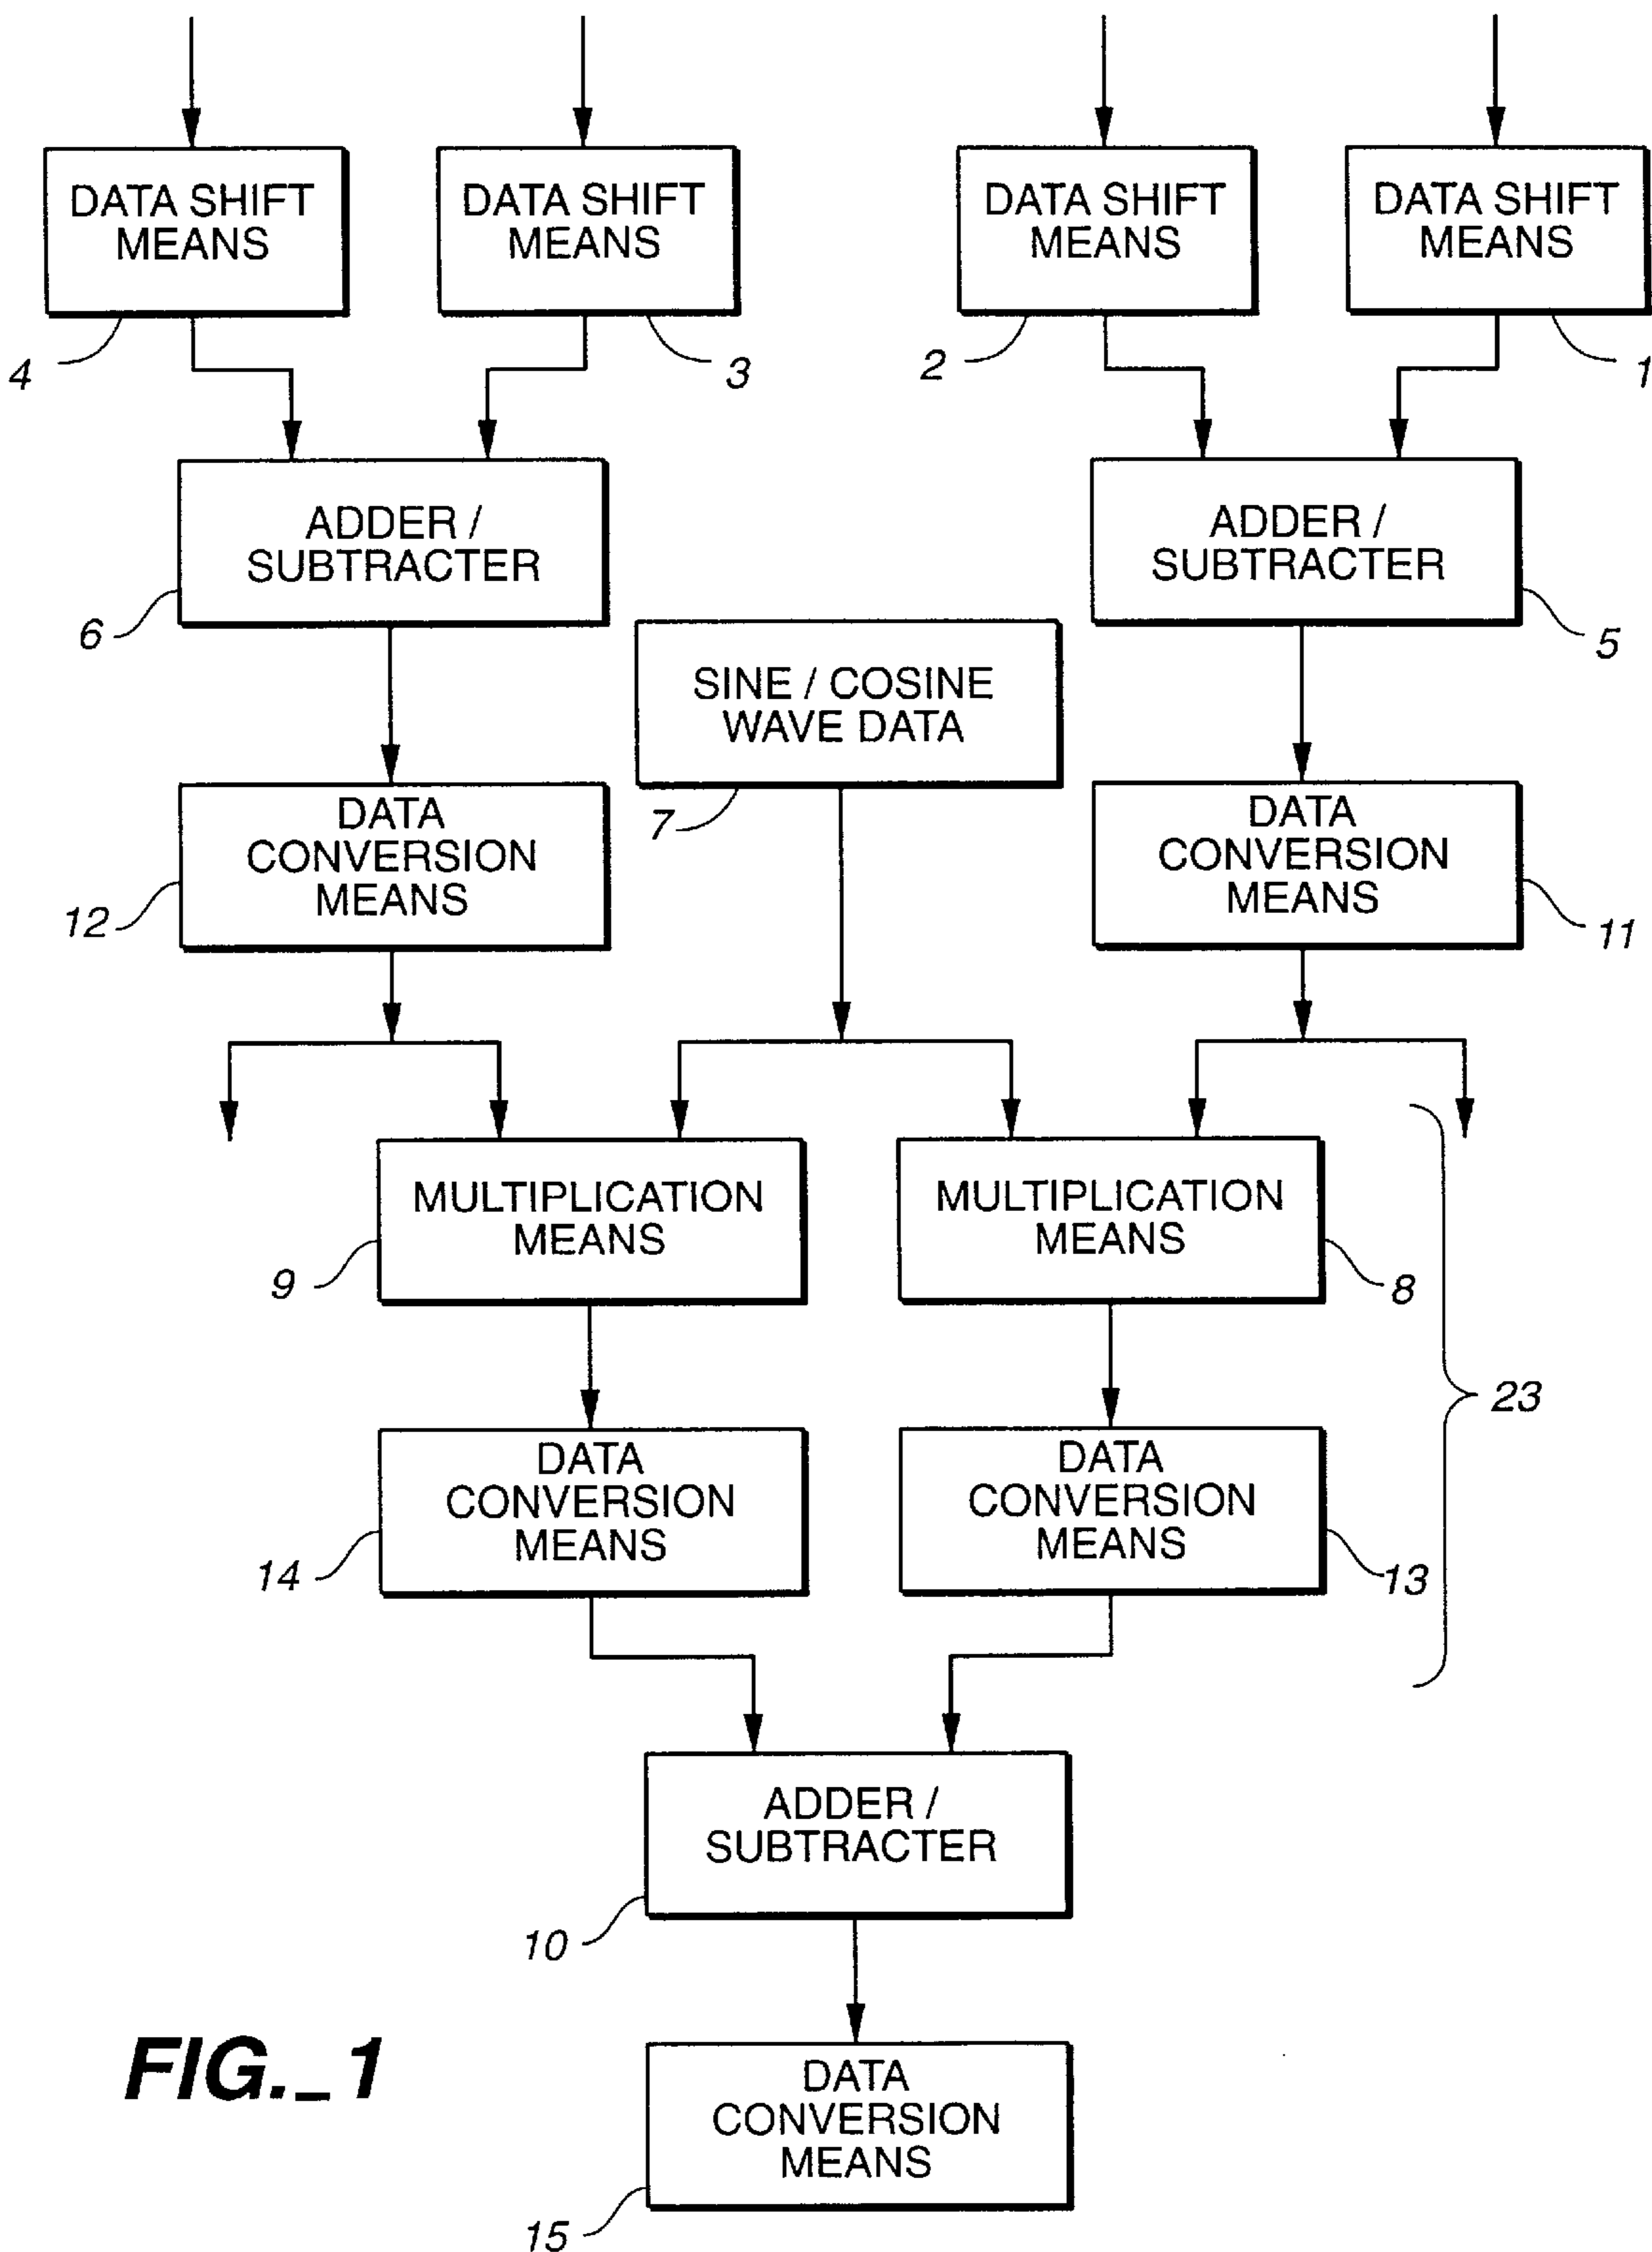 DATA SHIFT
MEANS
DATA SHIFT
MEANS
DATA SHIFT
MEANS
DATA SHIFT
MEANS
4
3
2
1
ADDER /
SUBTRACTER
ADDER /
SUBTRACTER
6
5
SINE / COSINE
WAVE DATA
7
DATA
CONVERSION
MEANS
DATA
CONVERSION
MEANS
12
11
MULTIPLICATION
MEANS
MULTIPLICATION
MEANS
9
8
23
DATA
CONVERSION
MEANS
DATA
CONVERSION
MEANS
14
13
ADDER /
SUBTRACTER
10
FIG._1
DATA
CONVERSION
MEANS
15